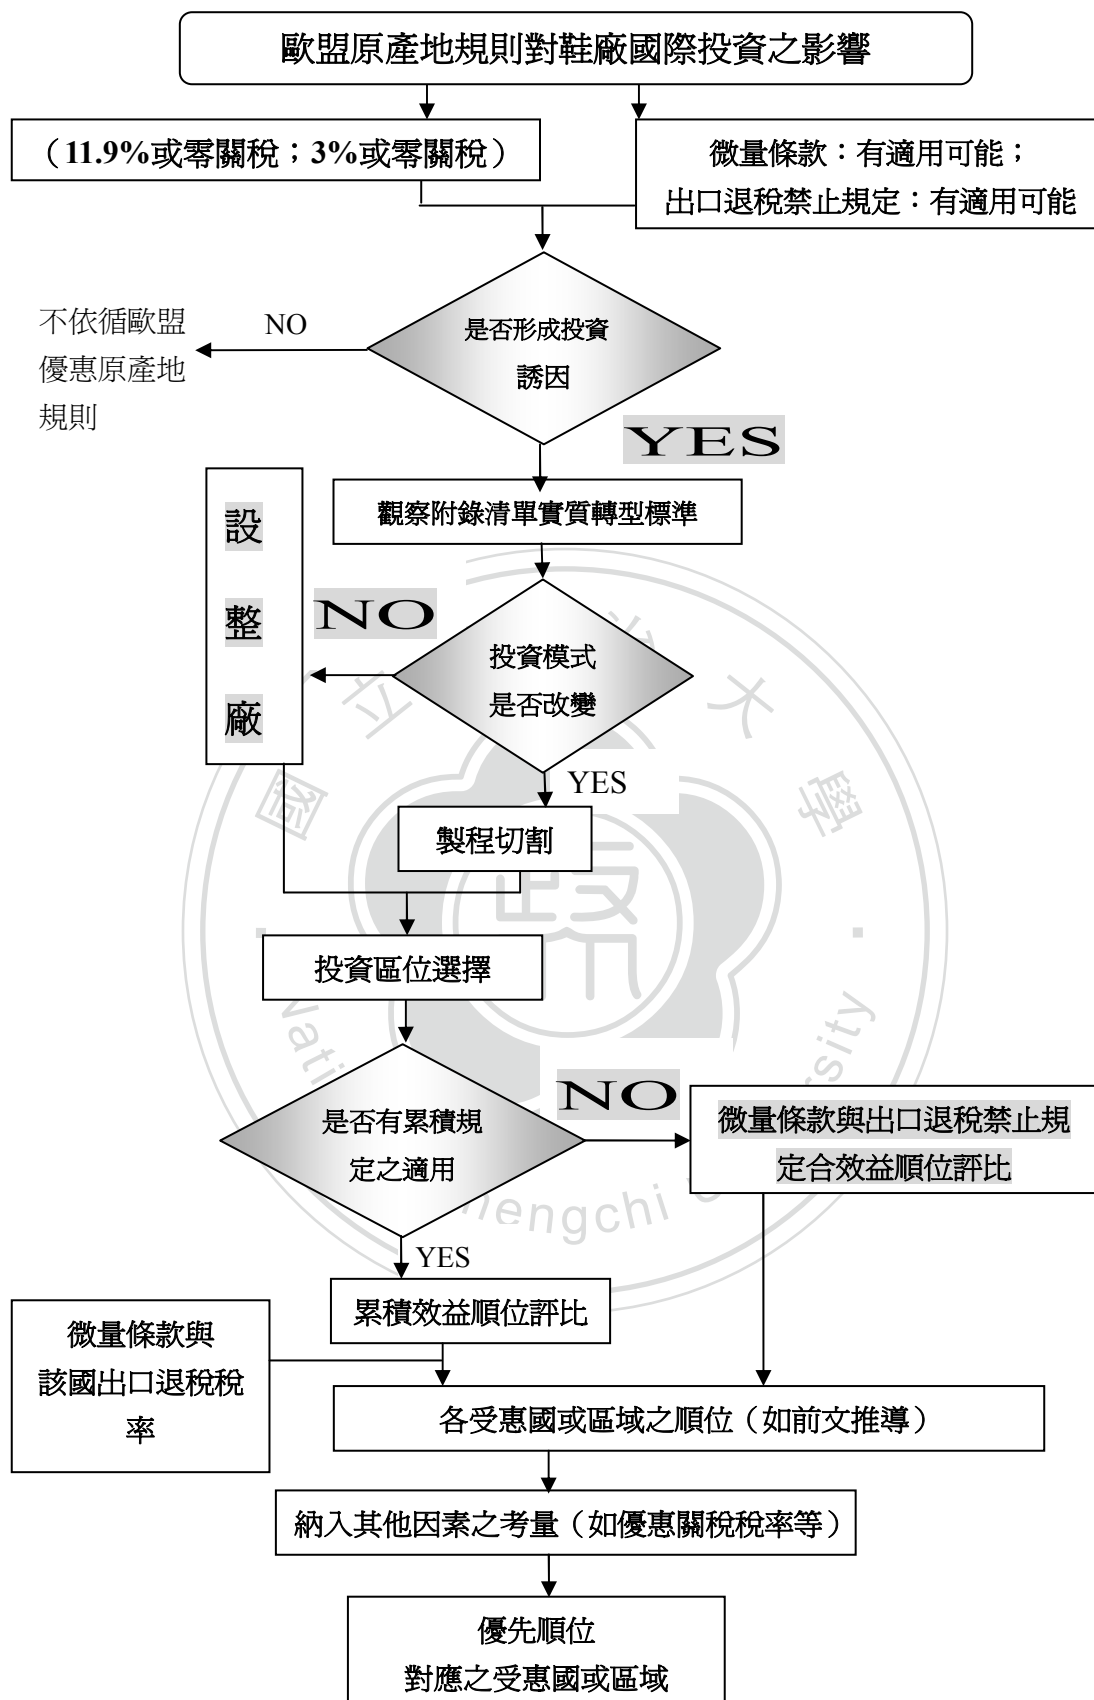 歐盟原產地規則對鞋廠國際投資之影響
（11.9%或零關稅；3%或零關稅）
微量條款：有適用可能；
出口退稅禁止規定：有適用可能
是否形成投資
誘因
NO
不依循歐盟
優惠原產地
規則
YES
觀察附錄清單實質轉型標準
投資模式
是否改變
NO
設
整
廠
YES
製程切割
投資區位選擇
是否有累積規
定之適用
NO
微量條款與出口退稅禁止規
定合效益順位評比
YES
累積效益順位評比
微量條款與
該國出口退稅稅
率
各受惠國或區域之順位（如前文推導）
納入其他因素之考量（如優惠關稅稅率等）
優先順位
對應之受惠國或區域
國立 大學
Nati hengchi U rsity